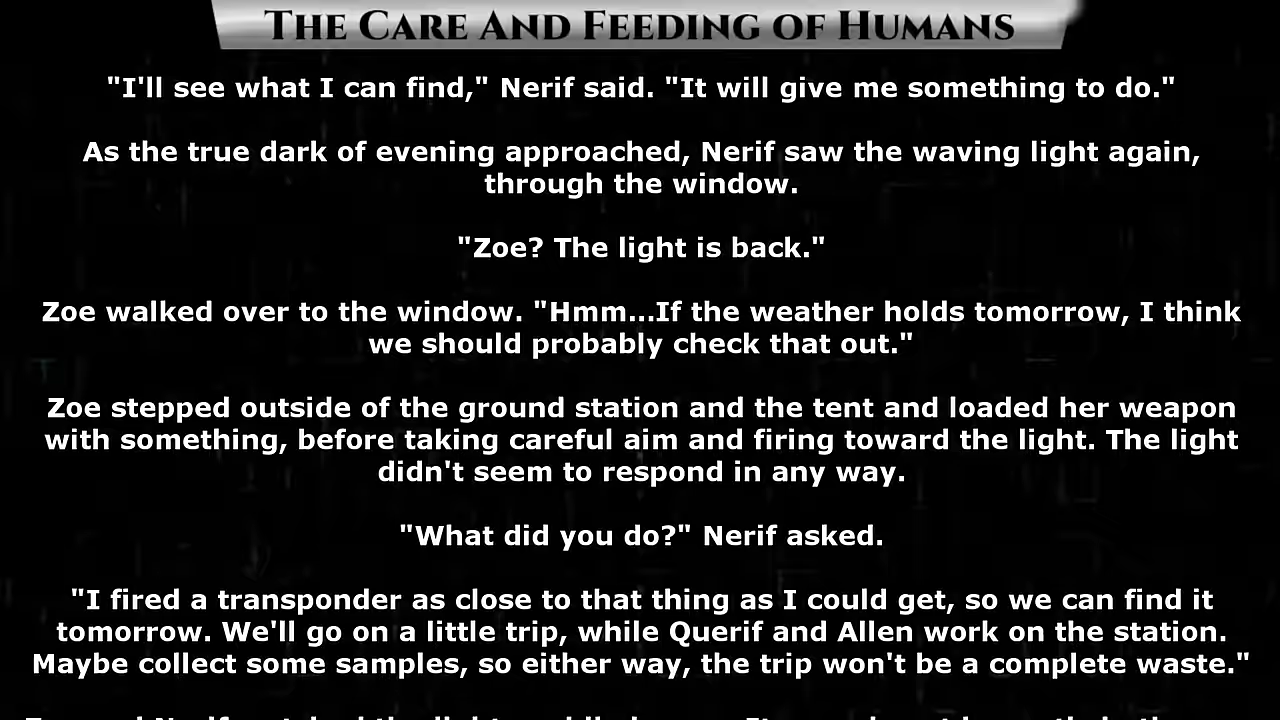 The Care And Feeding of Humans
"I'll see what I can find," Nerif said. "It will give me something to do."
As the true dark of evening approached, Nerif saw the waving light again,
through the window.
"Zoe? The light is back."
Zoe walked over to the window. "Hmm...If the weather holds tomorrow, I think
we should probably check that out."
Zoe stepped outside of the ground station and the tent and loaded her weapon
with something, before taking careful aim and firing toward the light. The light
didn't seem to respond in any way.
"What did you do?" Nerif asked.
"I fired a transponder as close to that thing as I could get, so we can find it
tomorrow. We'll go on a little trip, while Querif and Allen work on the station.
Maybe collect some samples, so either way, the trip won't be a complete waste."